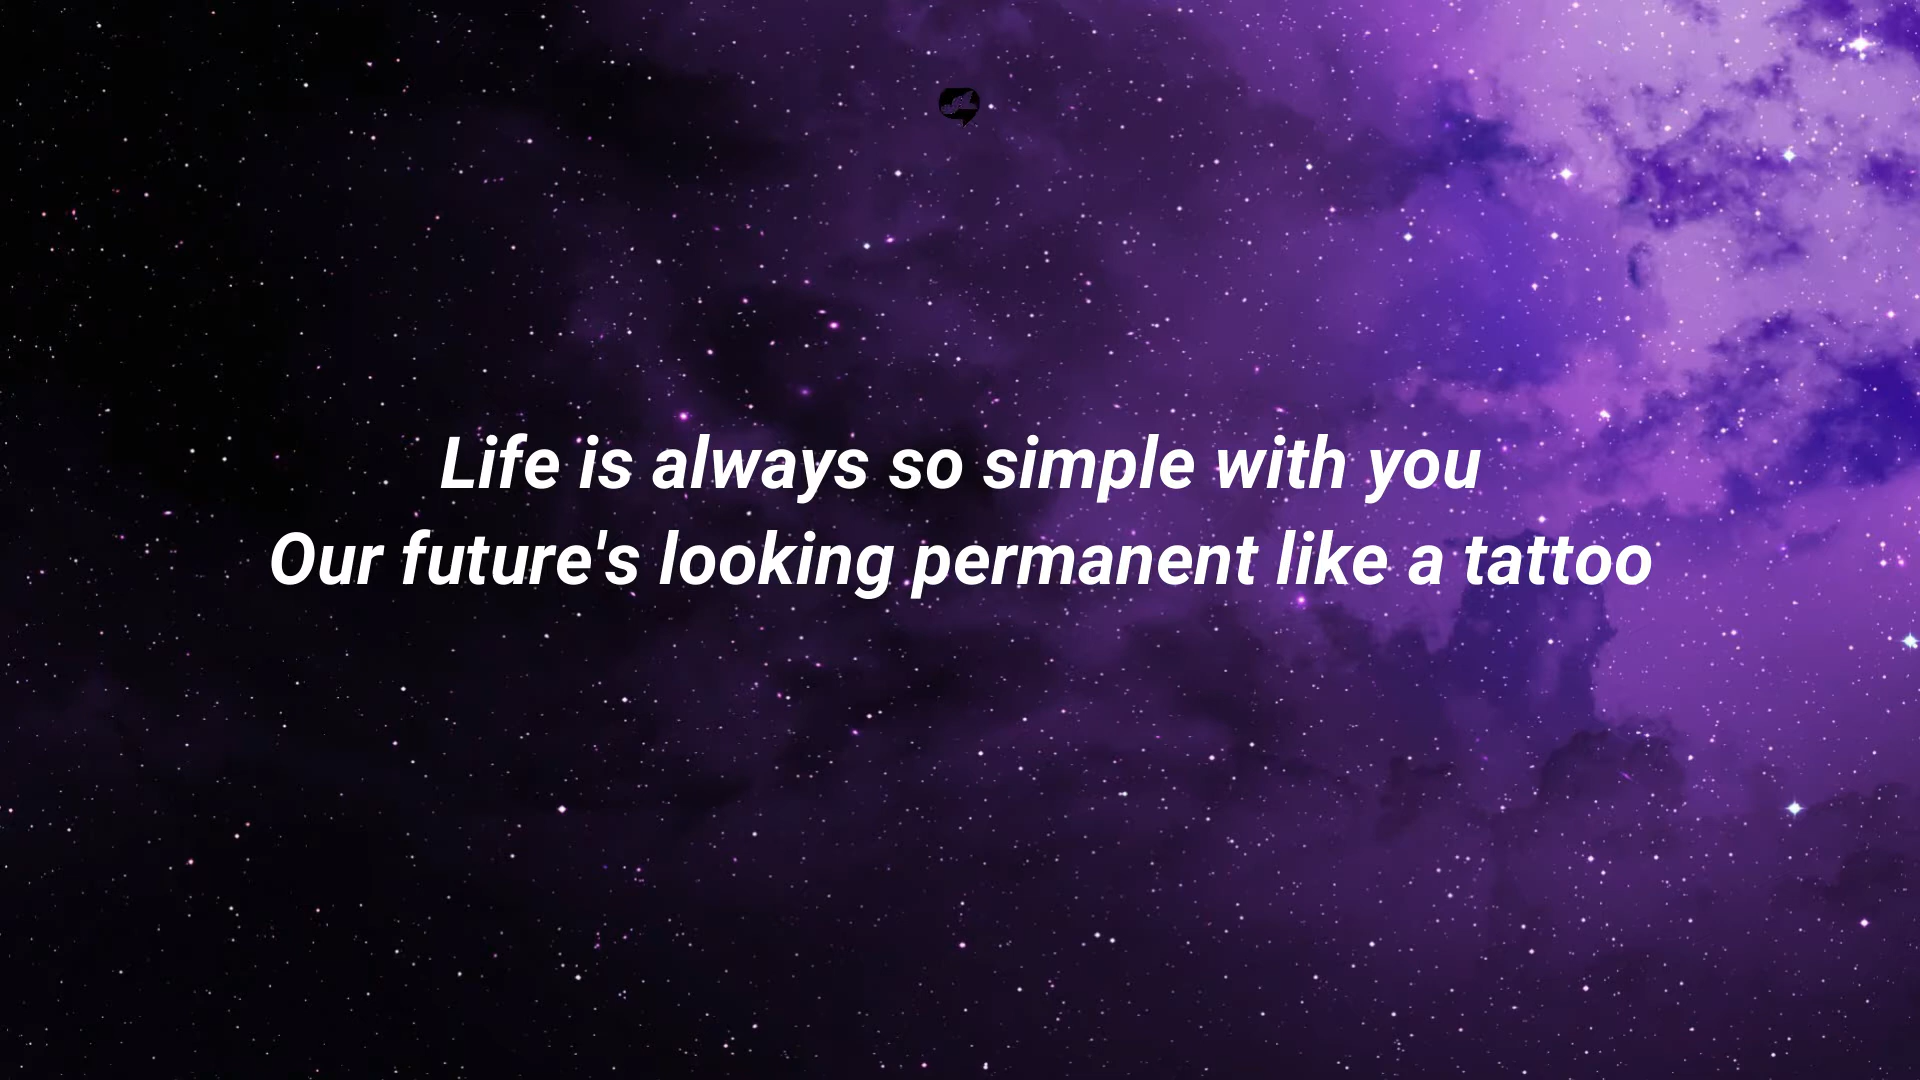 Life is always so simple with you
Our future's looking permanent like a tattoo